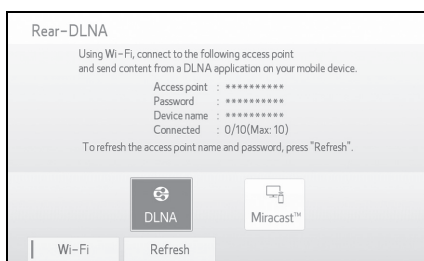 Rear-DLNA
Using Wi-Fi, connect to the following access point
and send content from a DLNA application on your mobile device.
Access point : **********
Password : **********
Device name : **********
Connected : 0/10(Max: 10)
To refresh the access point name and password, press "Refresh".
DLNA Miracast™
Wi-Fi Refresh